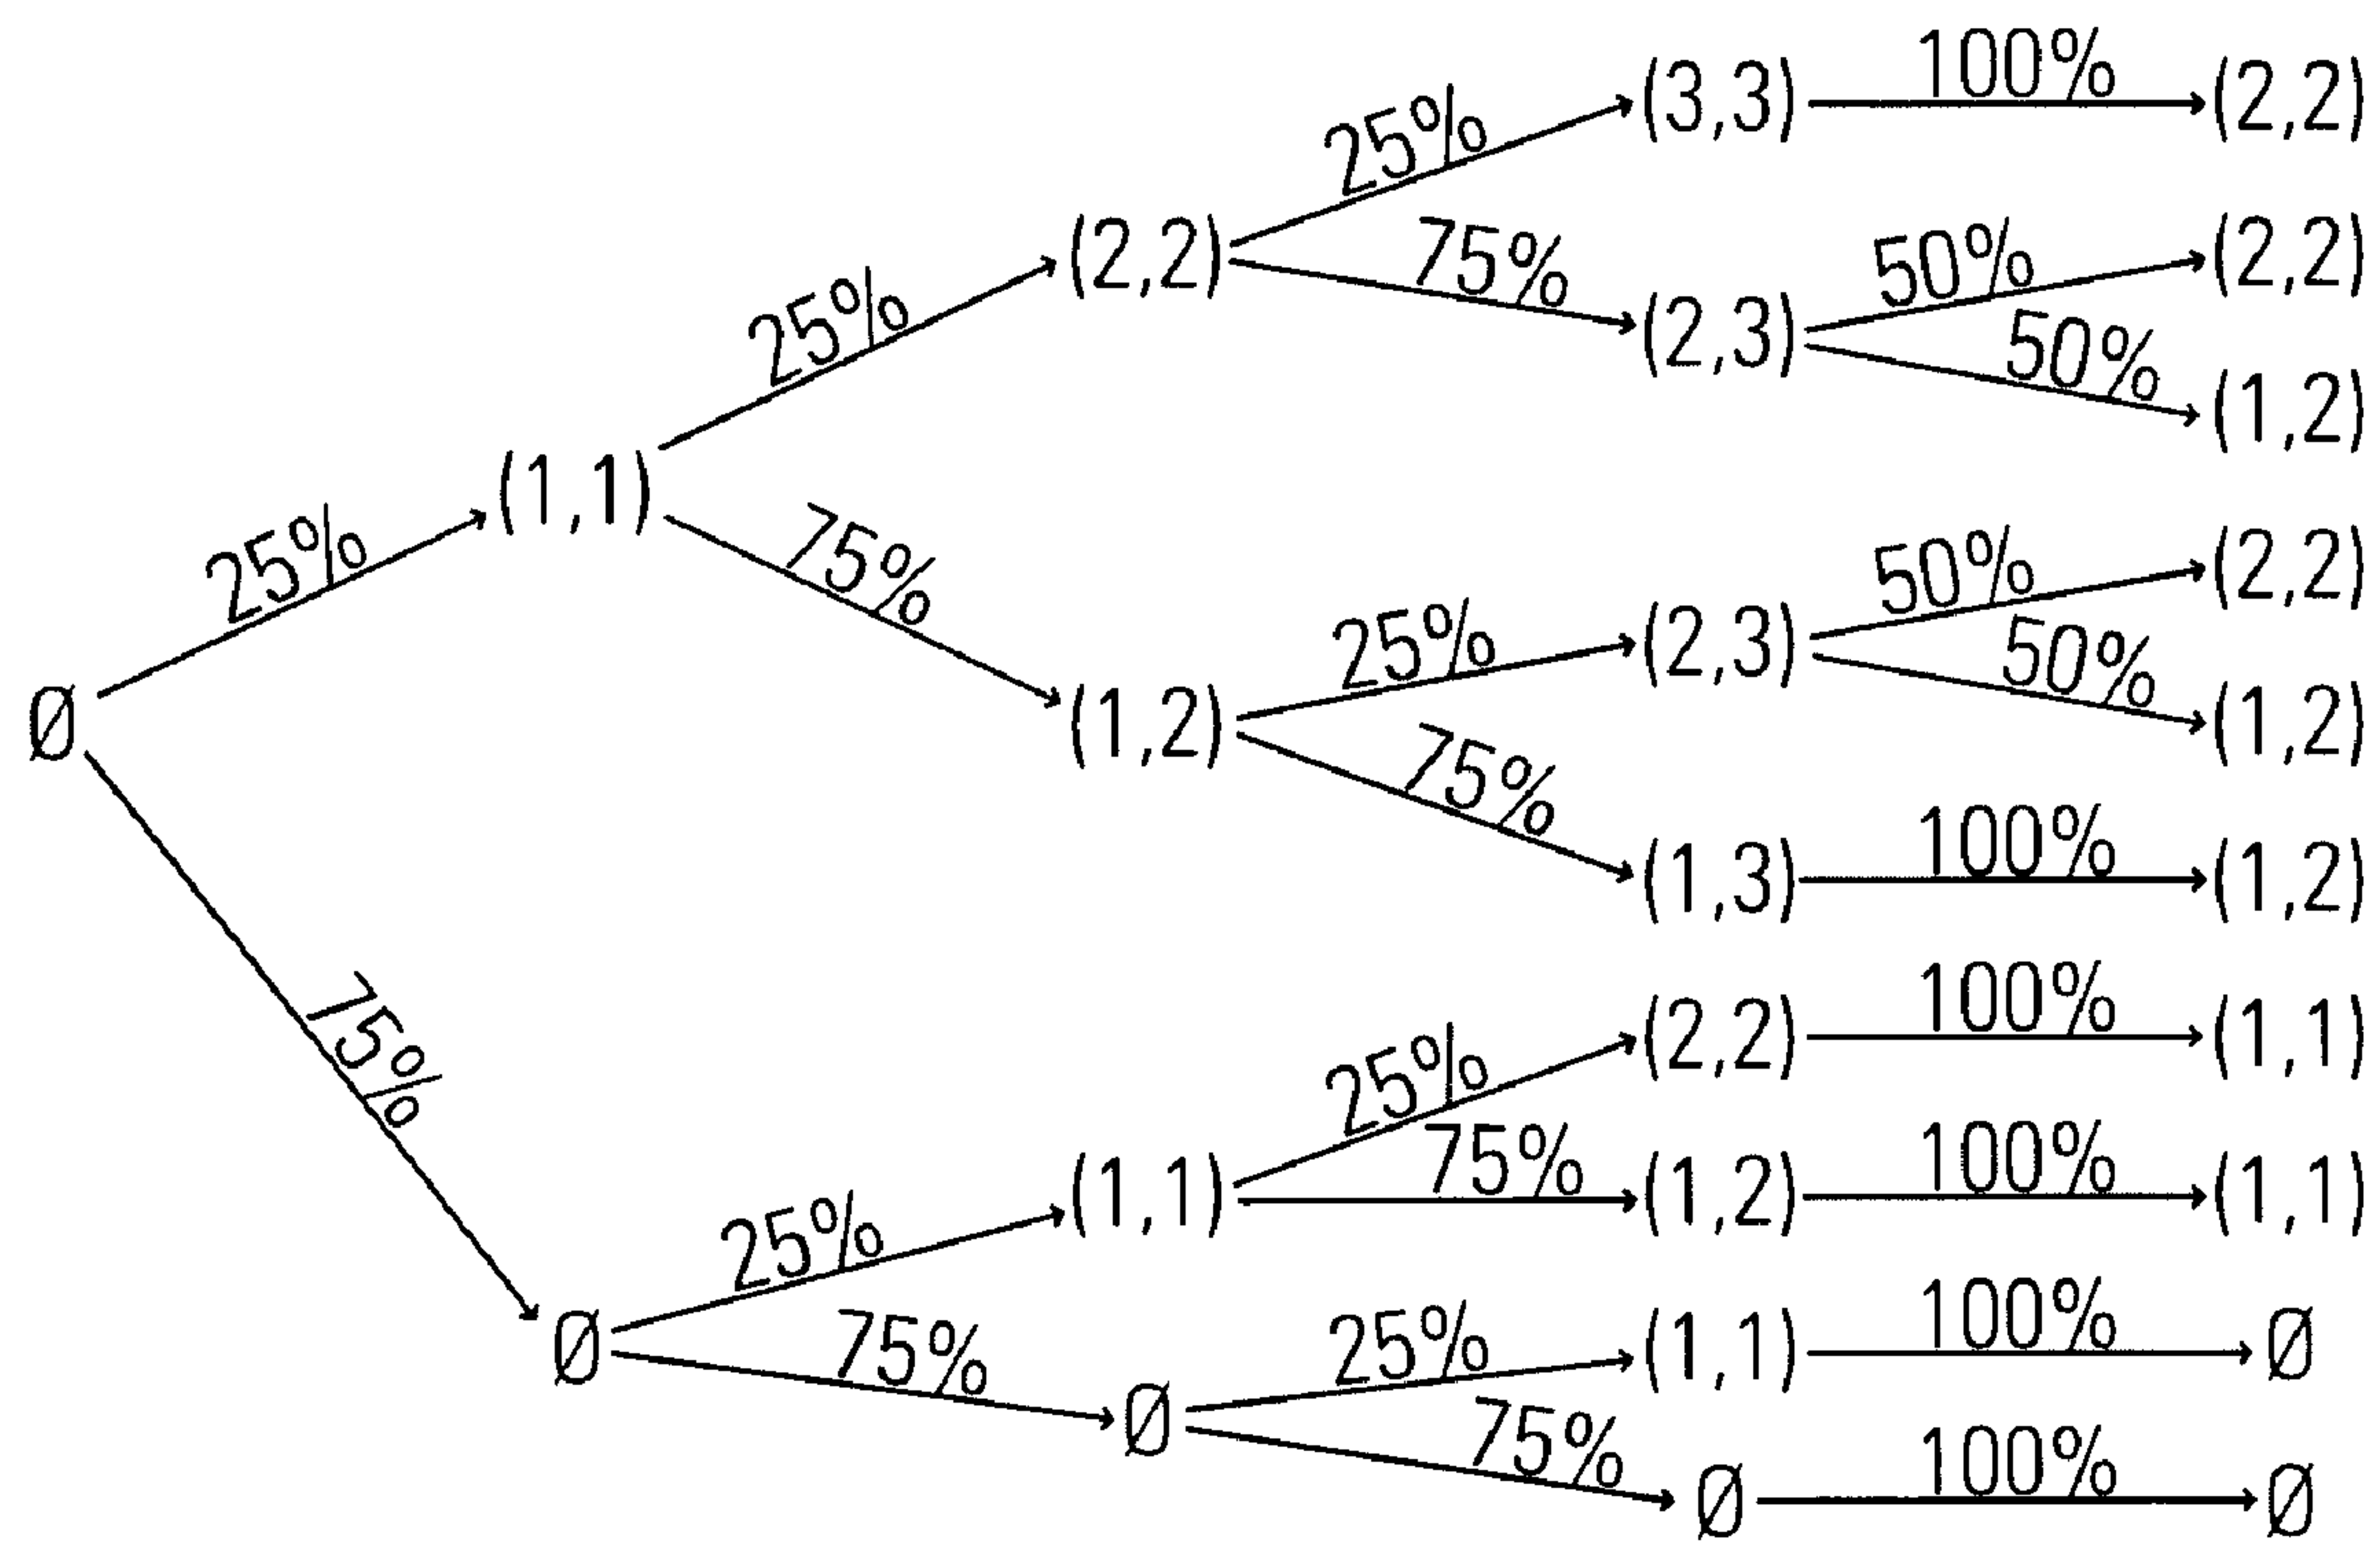 100%
(3,3) (2,2)
25%
(2,2) 75% 50% (2,2)
(2,3) 50%
25% (1,2)
(1,1)
25% 75% 50% (2,2)
25% (2,3) 50%
Ø (1,2) (1,2)
75%
100%
(1,3) (1,2)
100%
75% 25% (2,2) (1,1)
75% 100%
(1,1) (1,2) (1,1)
25%
100%
Ø 75% 25% (1,1) Ø
Ø 75% 100%
Ø Ø